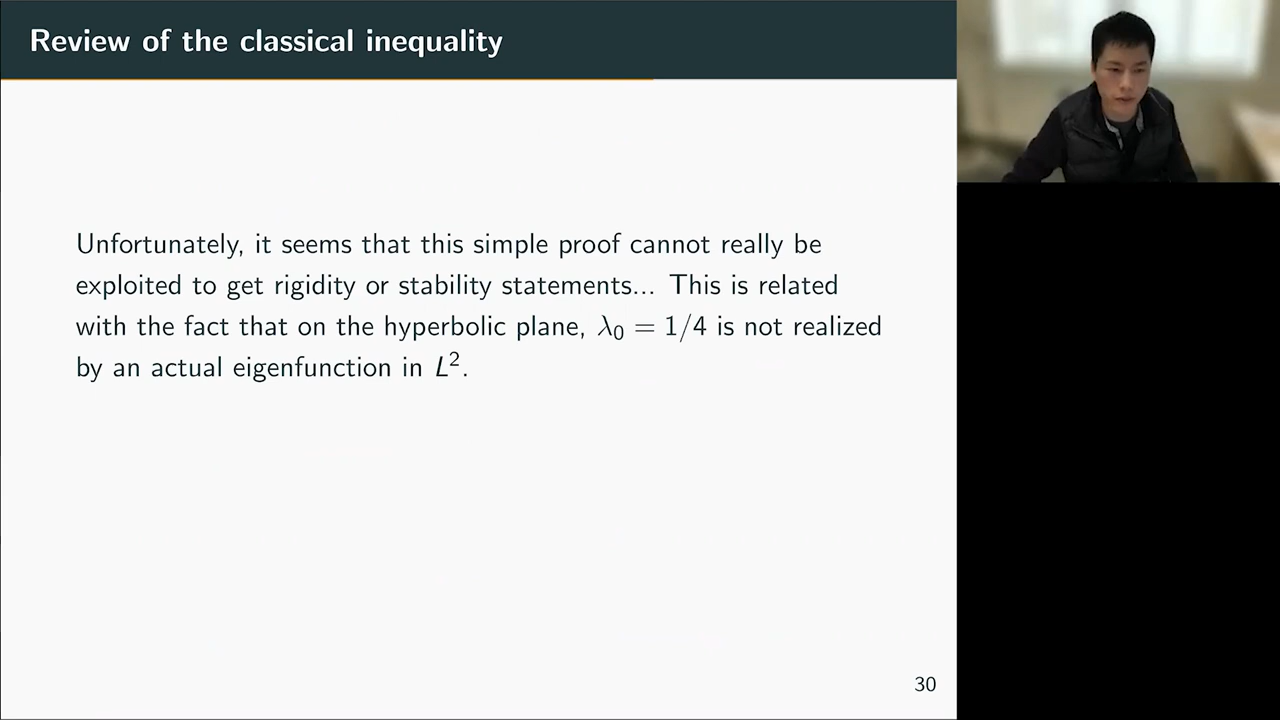 Review of the classical inequality
Unfortunately, it seems that this simple proof cannot really be
exploited to get rigidity or stability statements... This is related
with the fact that on the hyperbolic plane, λ₀ = 1/4 is not realized
by an actual eigenfunction in L².
30